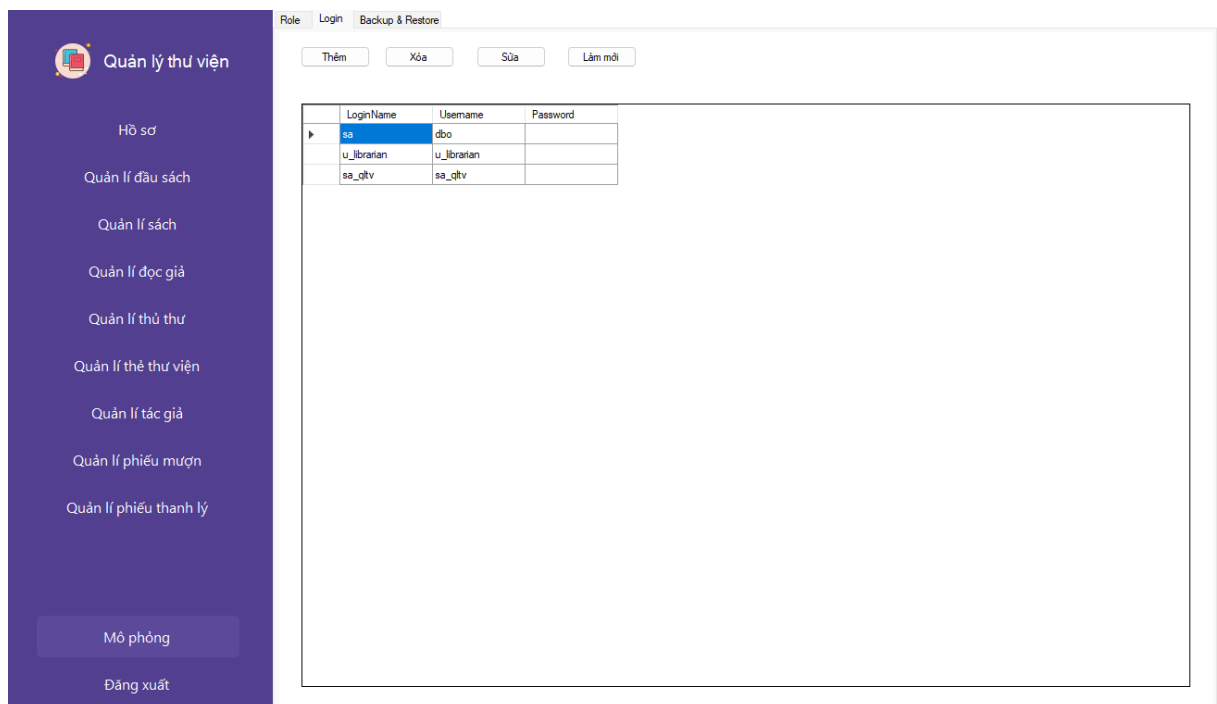 Role Login Backup & Restore
Quản lý thư viện
Thêm Xóa Sửa Làm mới
LoginName Username Password
sa dbo
u_librarian u_librarian
sa_qltv sa_qltv
Hồ sơ
Quản lí đầu sách
Quản lí sách
Quản lí đọc giả
Quản lí thủ thư
Quản lí thẻ thư viện
Quản lí tác giả
Quản lí phiếu mượn
Quản lí phiếu thanh lý
Mô phỏng
Đăng xuất